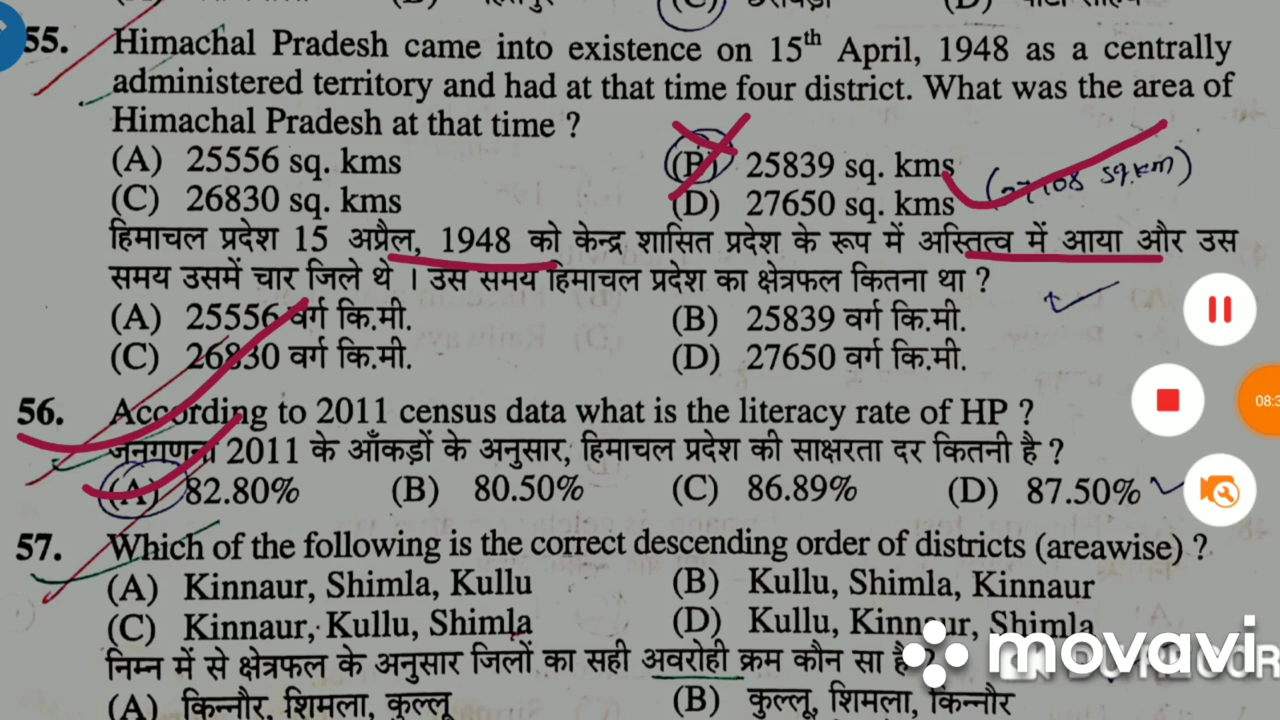 55. Himachal Pradesh came into existence on 15th April, 1948 as a centrally
administered territory and had at that time four district. What was the area of
Himachal Pradesh at that time ?
(A) 25556 sq. kms (B) 25839 sq. kms
(C) 26830 sq. kms (D) 27650 sq. kms
sq.km)
हिमाचल प्रदेश 15 अप्रैल, 1948 को केन्द्र शासित प्रदेश के रूप में अस्तित्व में आया और उस
समय उसमें चार जिले थे । उस समय हिमाचल प्रदेश का क्षेत्रफल कितना था ?
(A) 25556 वर्ग कि.मी. (B) 25839 वर्ग कि.मी.
(C) 26830 वर्ग कि.मी. (D) 27650 वर्ग कि.मी.
56. According to 2011 census data what is the literacy rate of HP ?
जनगणना 2011 के आँकड़ों के अनुसार, हिमाचल प्रदेश की साक्षरता दर कितनी है ?
(A) 82.80% (B) 80.50% (C) 86.89% (D) 87.50%
57. Which of the following is the correct descending order of districts (areawise) ?
(A) Kinnaur, Shimla, Kullu (B) Kullu, Shimla, Kinnaur
(C) Kinnaur, Kullu, Shimla (D) Kullu, Kinnaur, Shimla
निम्न में से क्षेत्रफल के अनुसार जिलों का सही अवरोही क्रम कौन सा है ?
(A) किन्नौर, शिमला, कुल्लू (B) कुल्लू, शिमला, किन्नौर
movavi